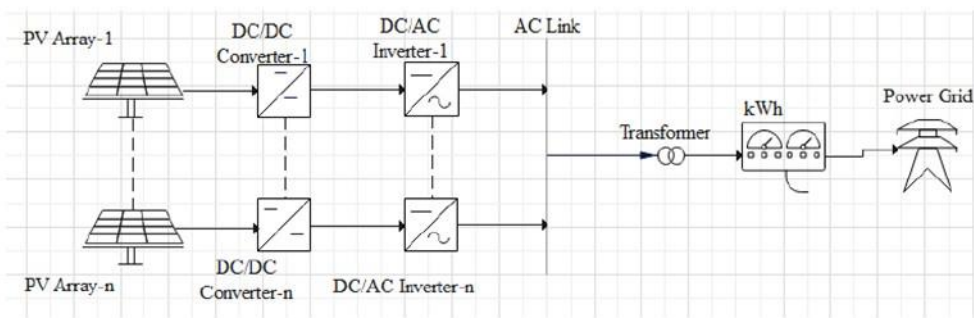 PV Array-1
DC/DC
Converter-1
DC/AC
Inverter-1
AC Link
Transformer
kWh
Power Grid
PV Array-n
DC/DC
Converter-n
DC/AC Inverter-n